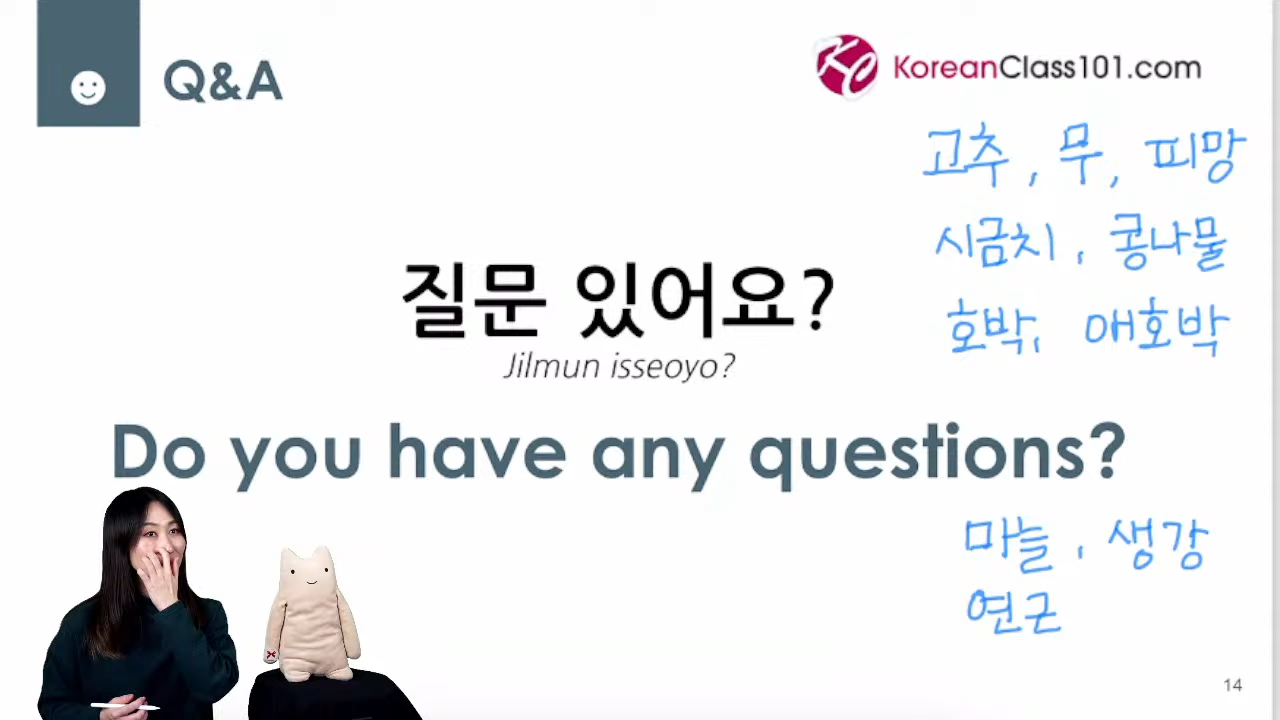 Q&A
KoreanClass101.com
고추, 무, 피망
시금치, 콩나물
호박, 애호박
질문 있어요?
Jilmun isseoyo?
Do you have any questions?
마늘, 생강
연근
14